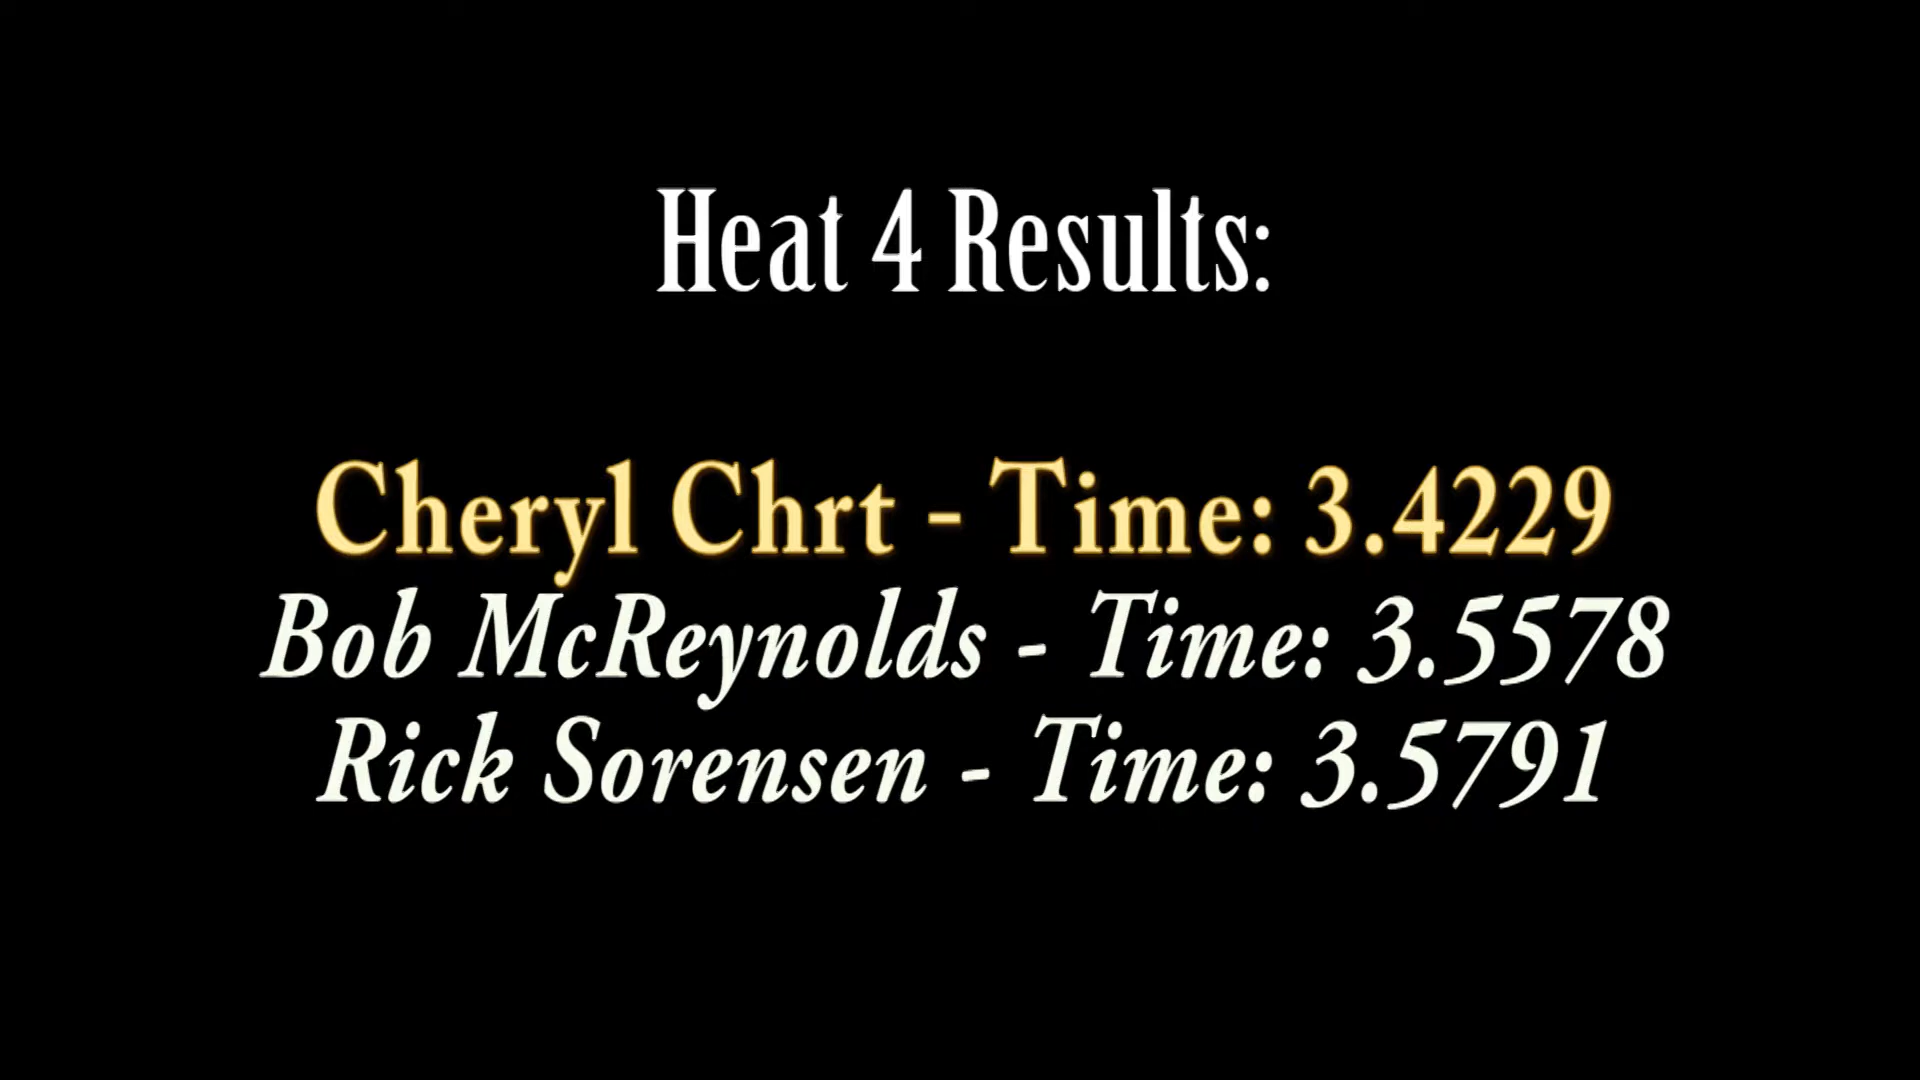 Heat 4 Results:
Cheryl Chrt - Time: 3.4229
Bob McReynolds - Time: 3.5578
Rick Sorensen - Time: 3.5791